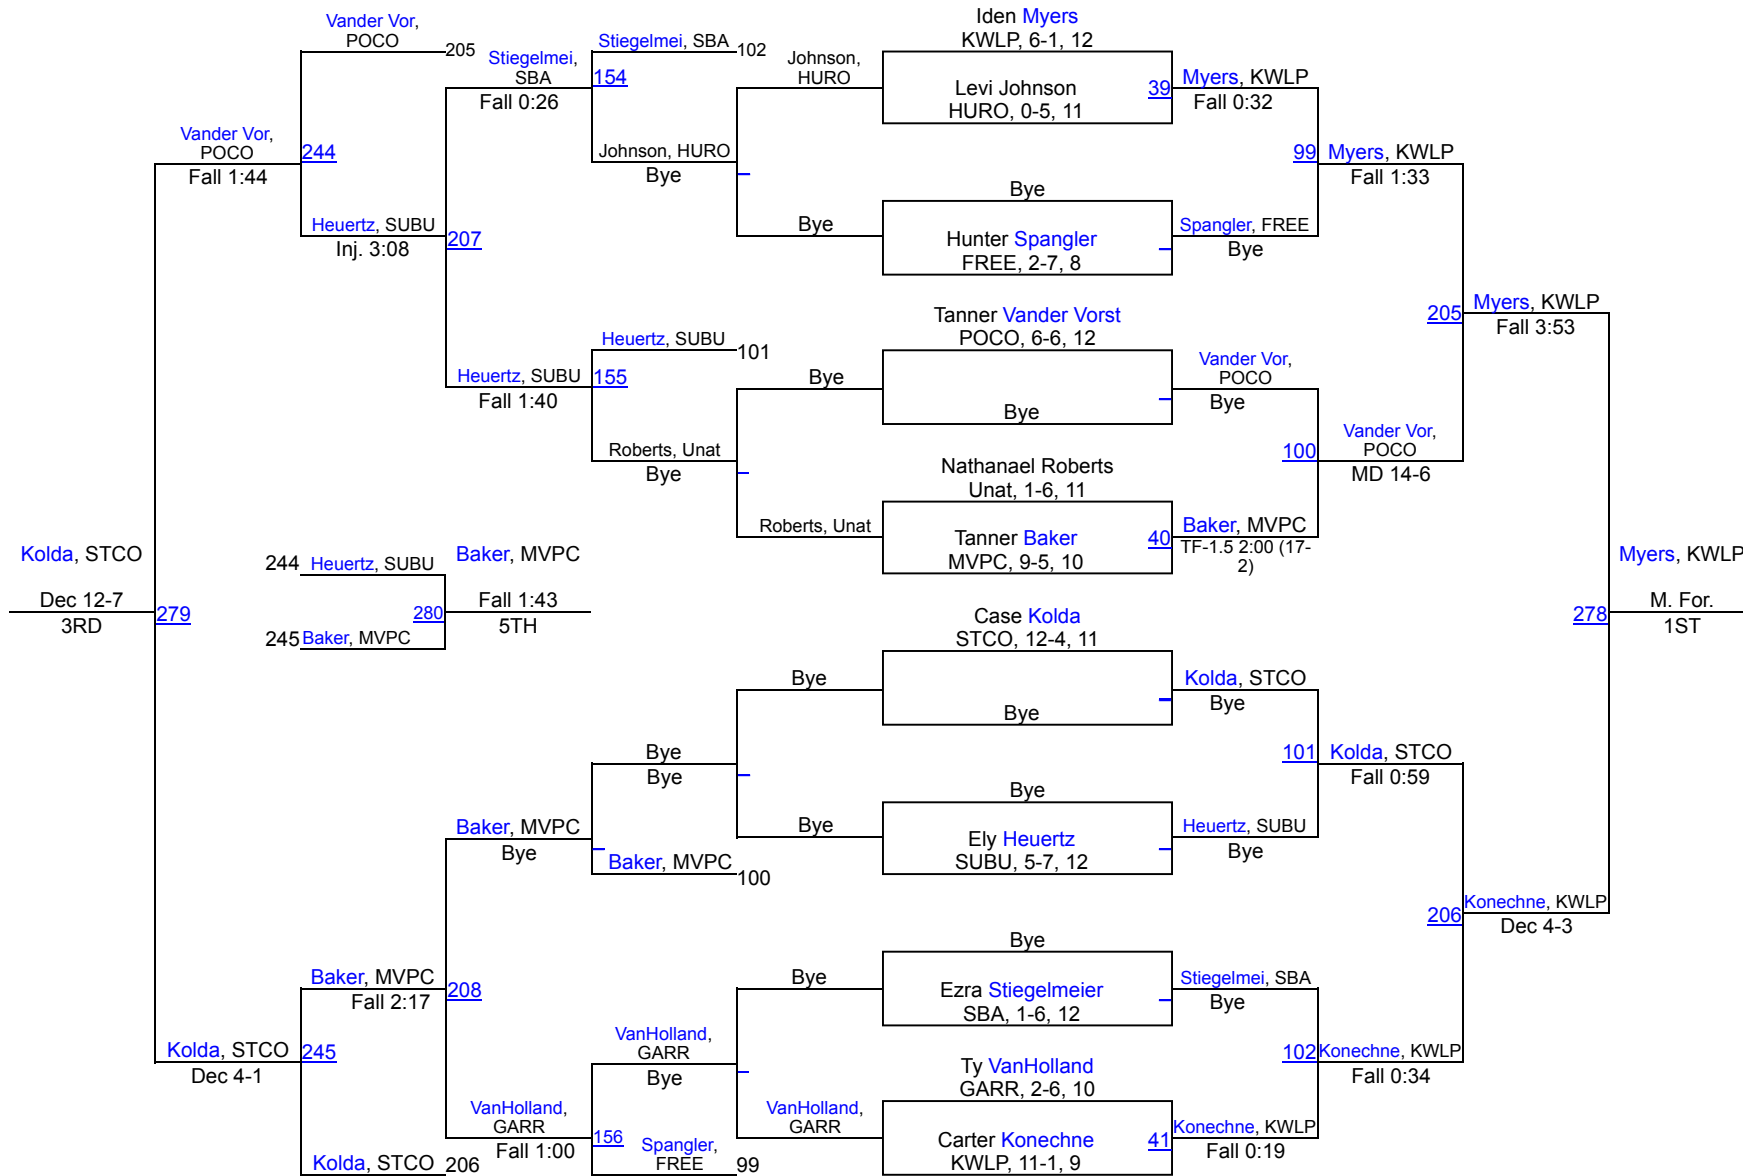 Vander Vor,
POCO
205
Stiegelmei,
SBA
Fall 0:26
Stiegelmei, SBA
102
154
Johnson,
HURO
Iden Myers
KWLP, 6-1, 12
Levi Johnson
HURO, 0-5, 11
39
Myers, KWLP
Fall 0:32
Vander Vor,
POCO
Fall 1:44
244
Johnson, HURO
Bye
99
Myers, KWLP
Fall 1:33
Heuertz, SUBU
Inj. 3:08
207
Bye
Bye
Hunter Spangler
FREE, 2-7, 8
Spangler, FREE
Bye
Heuertz, SUBU
101
Heuertz, SUBU
Fall 1:40
155
Bye
Tanner Vander Vorst
POCO, 6-6, 12
Bye
Vander Vor,
POCO
Bye
205
Myers, KWLP
Fall 3:53
Roberts, Unat
Bye
100
Vander Vor,
POCO
MD 14-6
Roberts, Unat
Nathanael Roberts
Unat, 1-6, 11
Tanner Baker
MVPC, 9-5, 10
40
Baker, MVPC
TF-1.5 2:00 (17-
2)
Kolda, STCO
Dec 12-7
3RD
279
244
Heuertz, SUBU
245
Baker, MVPC
280
Baker, MVPC
Fall 1:43
5TH
278
Myers, KWLP
M. For.
1ST
Bye
Case Kolda
STCO, 12-4, 11
Bye
Kolda, STCO
Bye
Bye
Bye
101
Kolda, STCO
Fall 0:59
Baker, MVPC
Bye
Baker, MVPC
100
Bye
Bye
Ely Heuertz
SUBU, 5-7, 12
Heuertz, SUBU
Bye
206
Konechne, KWLP
Dec 4-3
Baker, MVPC
Fall 2:17
208
Bye
Bye
Ezra Stiegelmeier
SBA, 1-6, 12
Stiegelmei, SBA
Bye
Kolda, STCO
Dec 4-1
245
VanHolland,
GARR
Bye
102
Konechne, KWLP
Fall 0:34
Kolda, STCO
206
VanHolland,
GARR
Fall 1:00
156
Spangler,
FREE
99
VanHolland,
GARR
Ty VanHolland
GARR, 2-6, 10
Carter Konechne
KWLP, 11-1, 9
41
Konechne, KWLP
Fall 0:19